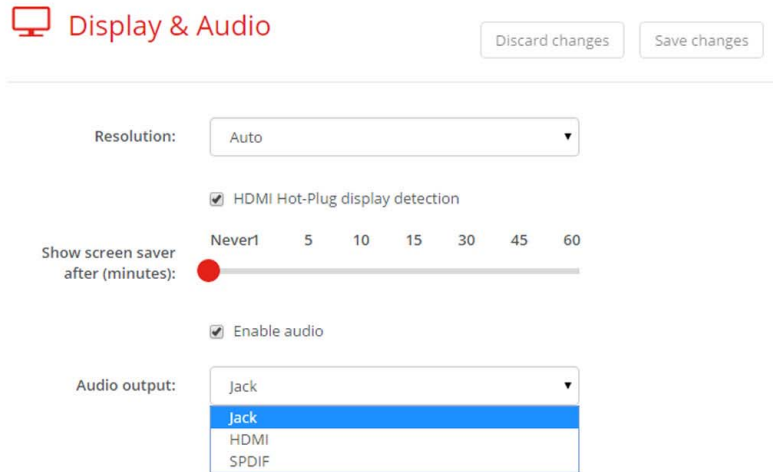 Display & Audio
Discard changes
Save changes
Resolution:
Auto
HDMI Hot-Plug display detection
Never1 5 10 15 30 45 60
Show screen saver
after (minutes):
Enable audio
Audio output:
Jack
Jack
HDMI
SPDIF